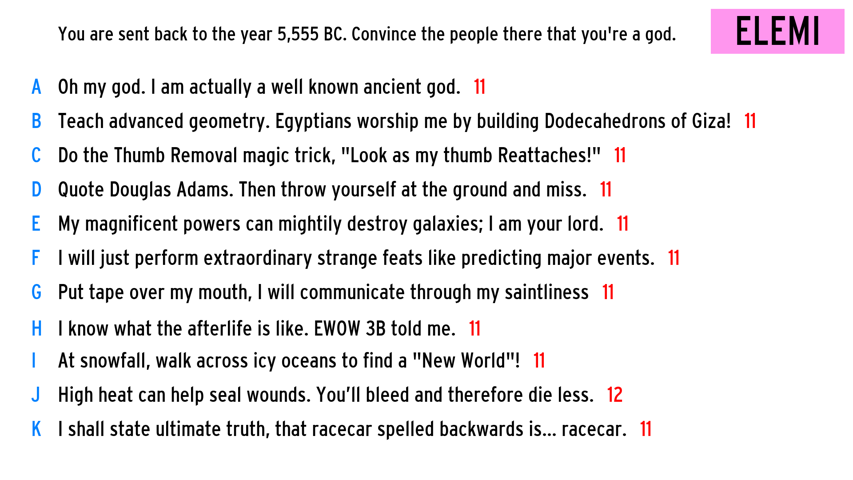 You are sent back to the year 5,555 BC. Convince the people there that you're a god.
ELEMI
A Oh my god. I am actually a well known ancient god. 11
B Teach advanced geometry. Egyptians worship me by building Dodecahedrons of Giza! 11
C Do the Thumb Removal magic trick, "Look as my thumb Reattaches!" 11
D Quote Douglas Adams. Then throw yourself at the ground and miss. 11
E My magnificent powers can mightily destroy galaxies; I am your lord. 11
F I will just perform extraordinary strange feats like predicting major events. 11
G Put tape over my mouth, I will communicate through my saintliness 11
H I know what the afterlife is like. EWOW 3B told me. 11
I At snowfall, walk across icy oceans to find a "New World"! 11
J High heat can help seal wounds. You’ll bleed and therefore die less. 12
K I shall state ultimate truth, that racecar spelled backwards is... racecar. 11